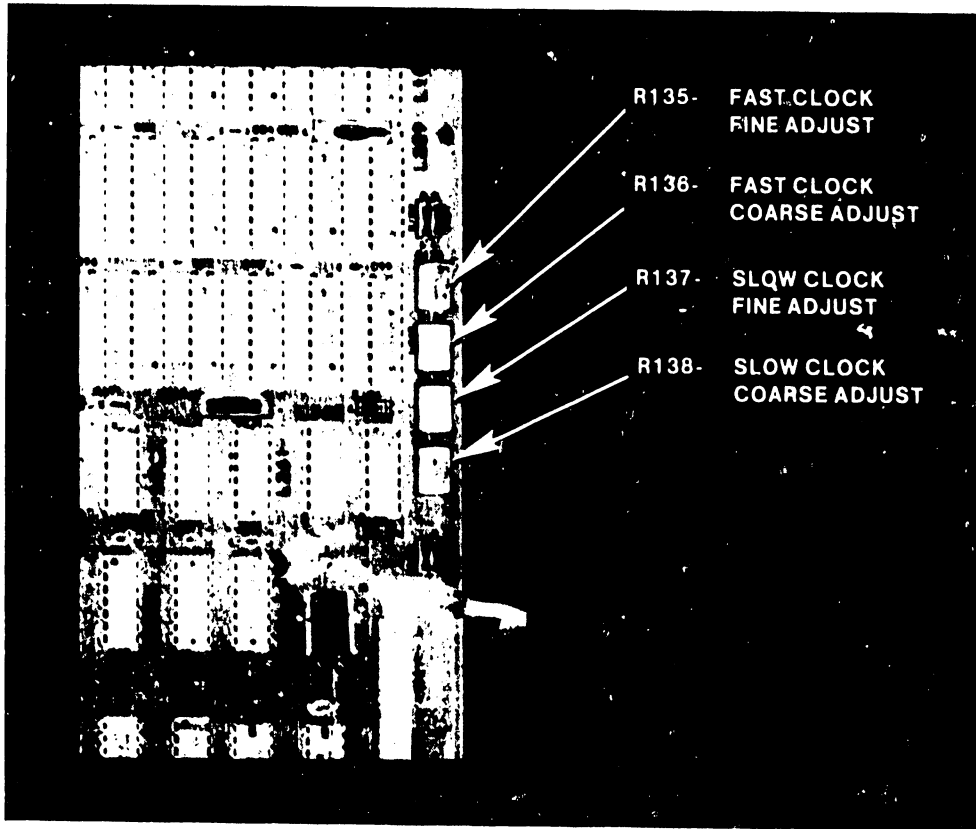 R135- FAST CLOCK
FINE ADJUST
R136- FAST CLOCK
COARSE ADJUST
R137- SLOW CLOCK
FINE ADJUST
R138- SLOW CLOCK
COARSE ADJUST